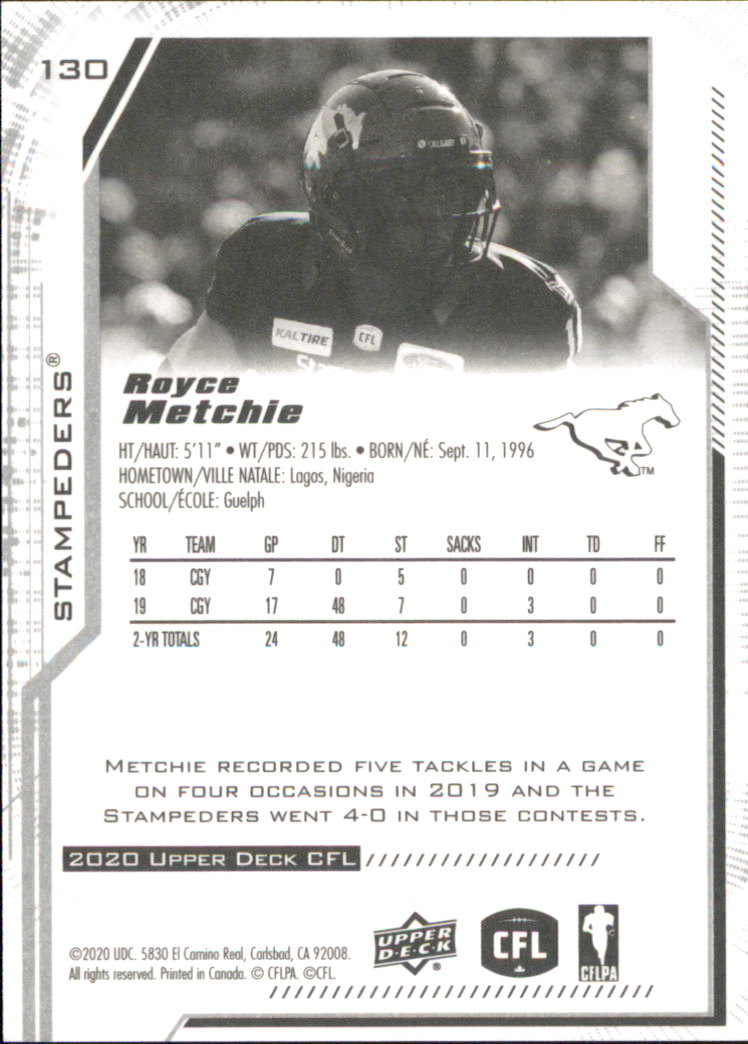 130
CALGARY
KALTIRE
CFL
STAMPEDERS®
Royce
Metchie
HT/HAUT: 5'11" • WT/PDS: 215 lbs. • BORN/NÉ: Sept. 11, 1996
HOMETOWN/VILLE NATALE: Lagos, Nigeria
SCHOOL/ÉCOLE: Guelph
TM
YR TEAM GP DT ST SACKS INT TD FF
18 CGY 7 0 5 0 0 0 0
19 CGY 17 48 7 0 3 0 0
2-YR TOTALS 24 48 12 0 3 0 0
METCHIE RECORDED FIVE TACKLES IN A GAME
ON FOUR OCCASIONS IN 2019 AND THE
STAMPEDERS WENT 4-0 IN THOSE CONTESTS.
2020 UPPER DECK CFL
©2020 UDC. 5830 El Camino Real, Carlsbad, CA 92008.
All rights reserved. Printed in Canada. © CFLPA. ©CFL.
UPPER
D·E·C·K
®
CFL
CFLPA